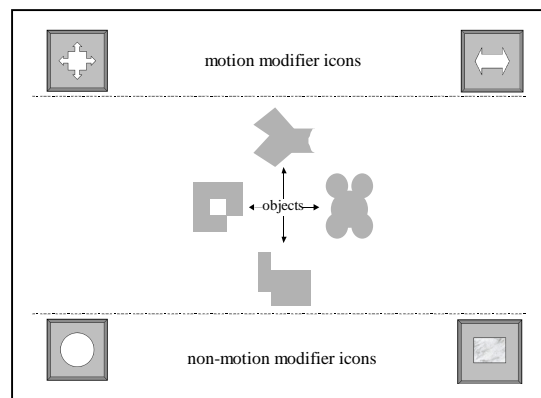 motion modifier icons
objects
non-motion modifier icons